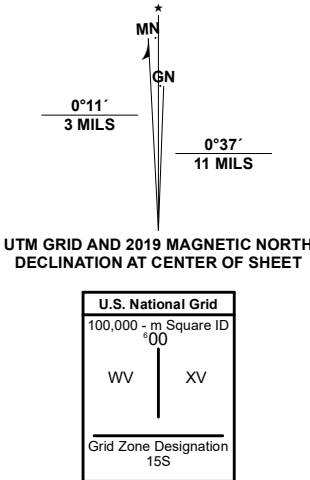 ★
MN
GN
0°11´
3 MILS
0°37´
11 MILS
UTM GRID AND 2019 MAGNETIC NORTH
DECLINATION AT CENTER OF SHEET
U.S. National Grid
100,000 - m Square ID
⁶00
WV XV
Grid Zone Designation
15S